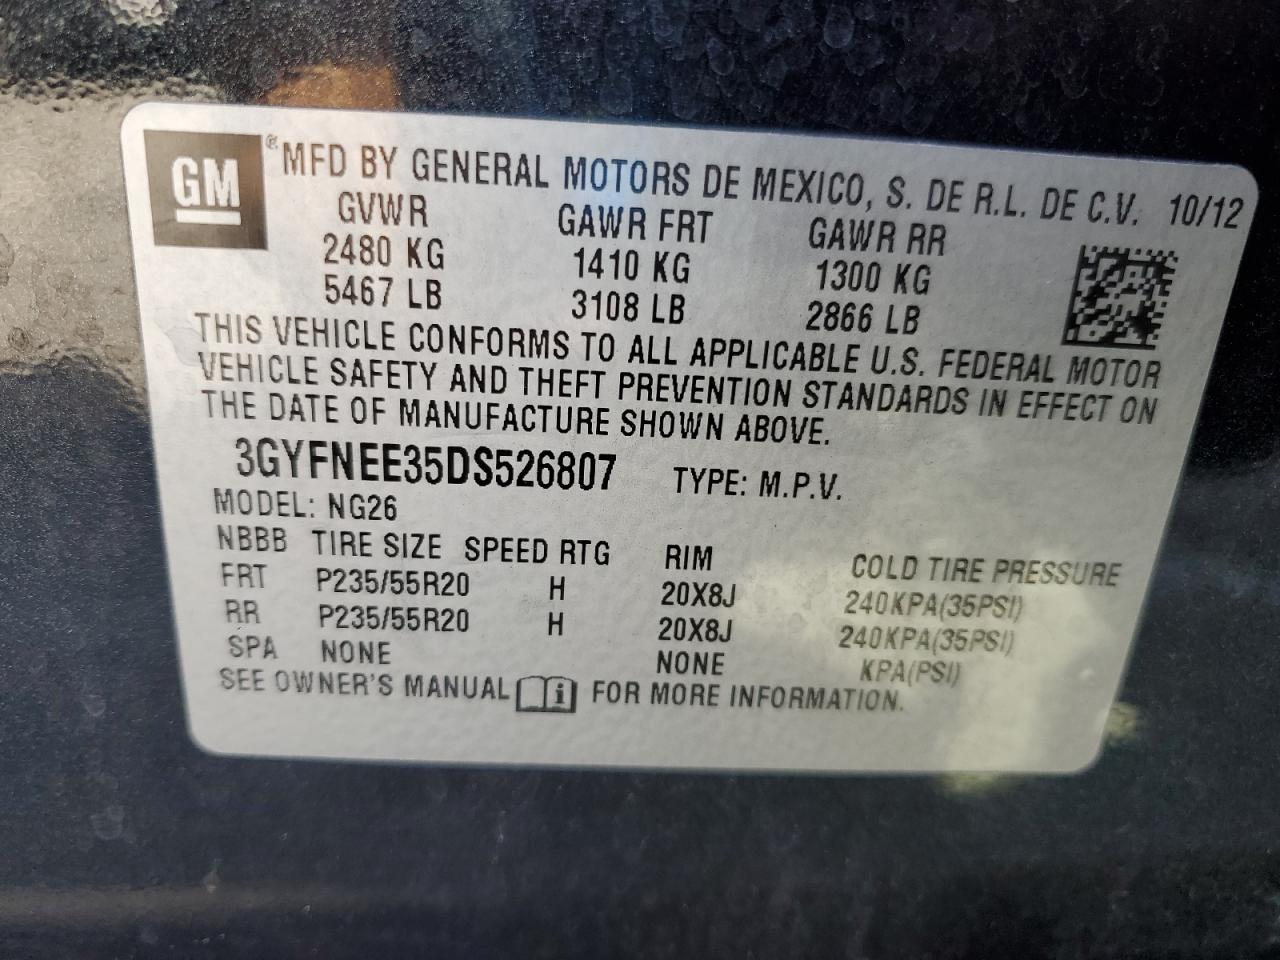 GM ® MFD BY GENERAL MOTORS DE MEXICO, S. DE R.L. DE C.V. 10/12
GVWR GAWR FRT GAWR RR
2480 KG 1410 KG 1300 KG
5467 LB 3108 LB 2866 LB
THIS VEHICLE CONFORMS TO ALL APPLICABLE U.S. FEDERAL MOTOR
VEHICLE SAFETY AND THEFT PREVENTION STANDARDS IN EFFECT ON
THE DATE OF MANUFACTURE SHOWN ABOVE.
3GYFNEE35DS526807 TYPE: M.P.V.
MODEL: NG26
NBBB TIRE SIZE SPEED RTG RIM COLD TIRE PRESSURE
FRT P235/55R20 H 20X8J 240KPA(35PSI)
RR P235/55R20 H 20X8J 240KPA(35PSI)
SPA NONE NONE KPA(PSI)
SEE OWNER'S MANUAL i FOR MORE INFORMATION.